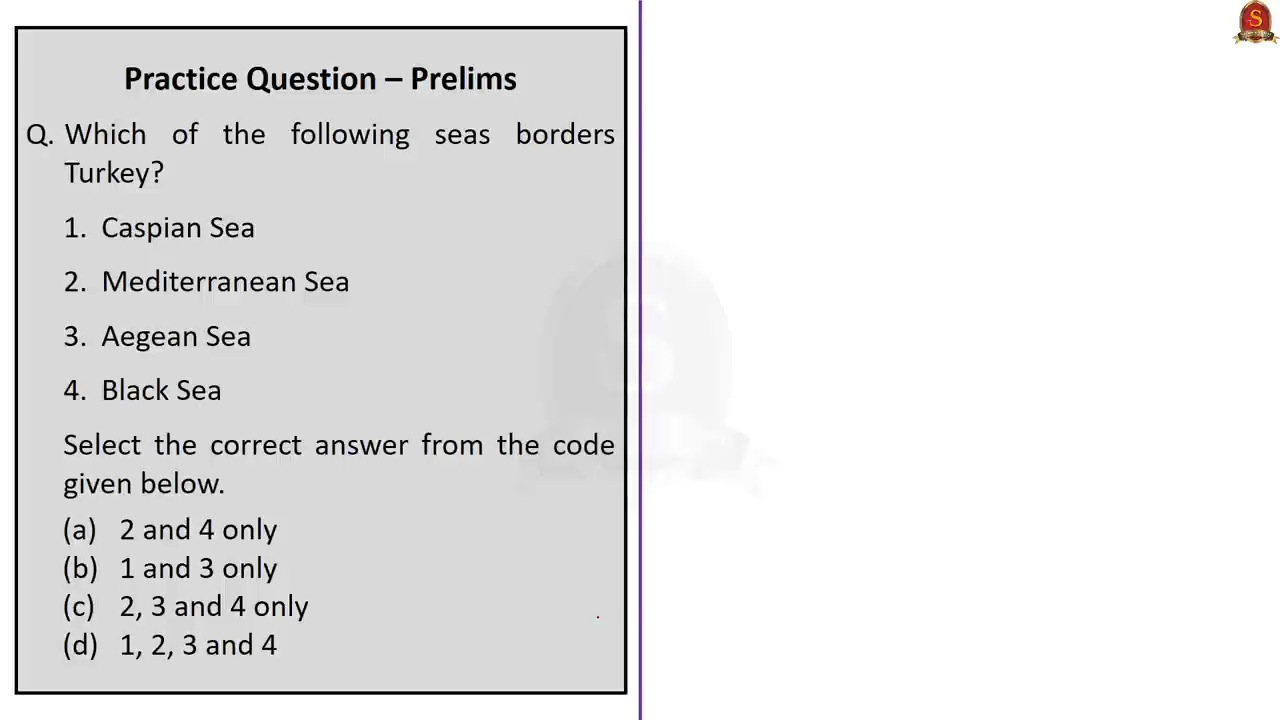 Practice Question – Prelims
Q. Which of the following seas borders
Turkey?
1. Caspian Sea
2. Mediterranean Sea
3. Aegean Sea
4. Black Sea
Select the correct answer from the code
given below.
(a) 2 and 4 only
(b) 1 and 3 only
(c) 2, 3 and 4 only
(d) 1, 2, 3 and 4
S